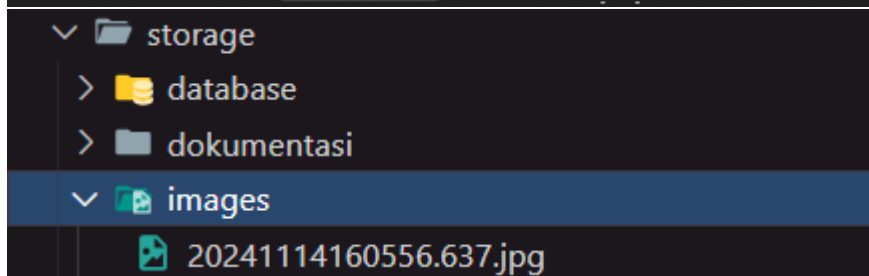 storage
database
dokumentasi
images
20241114160556.637.jpg